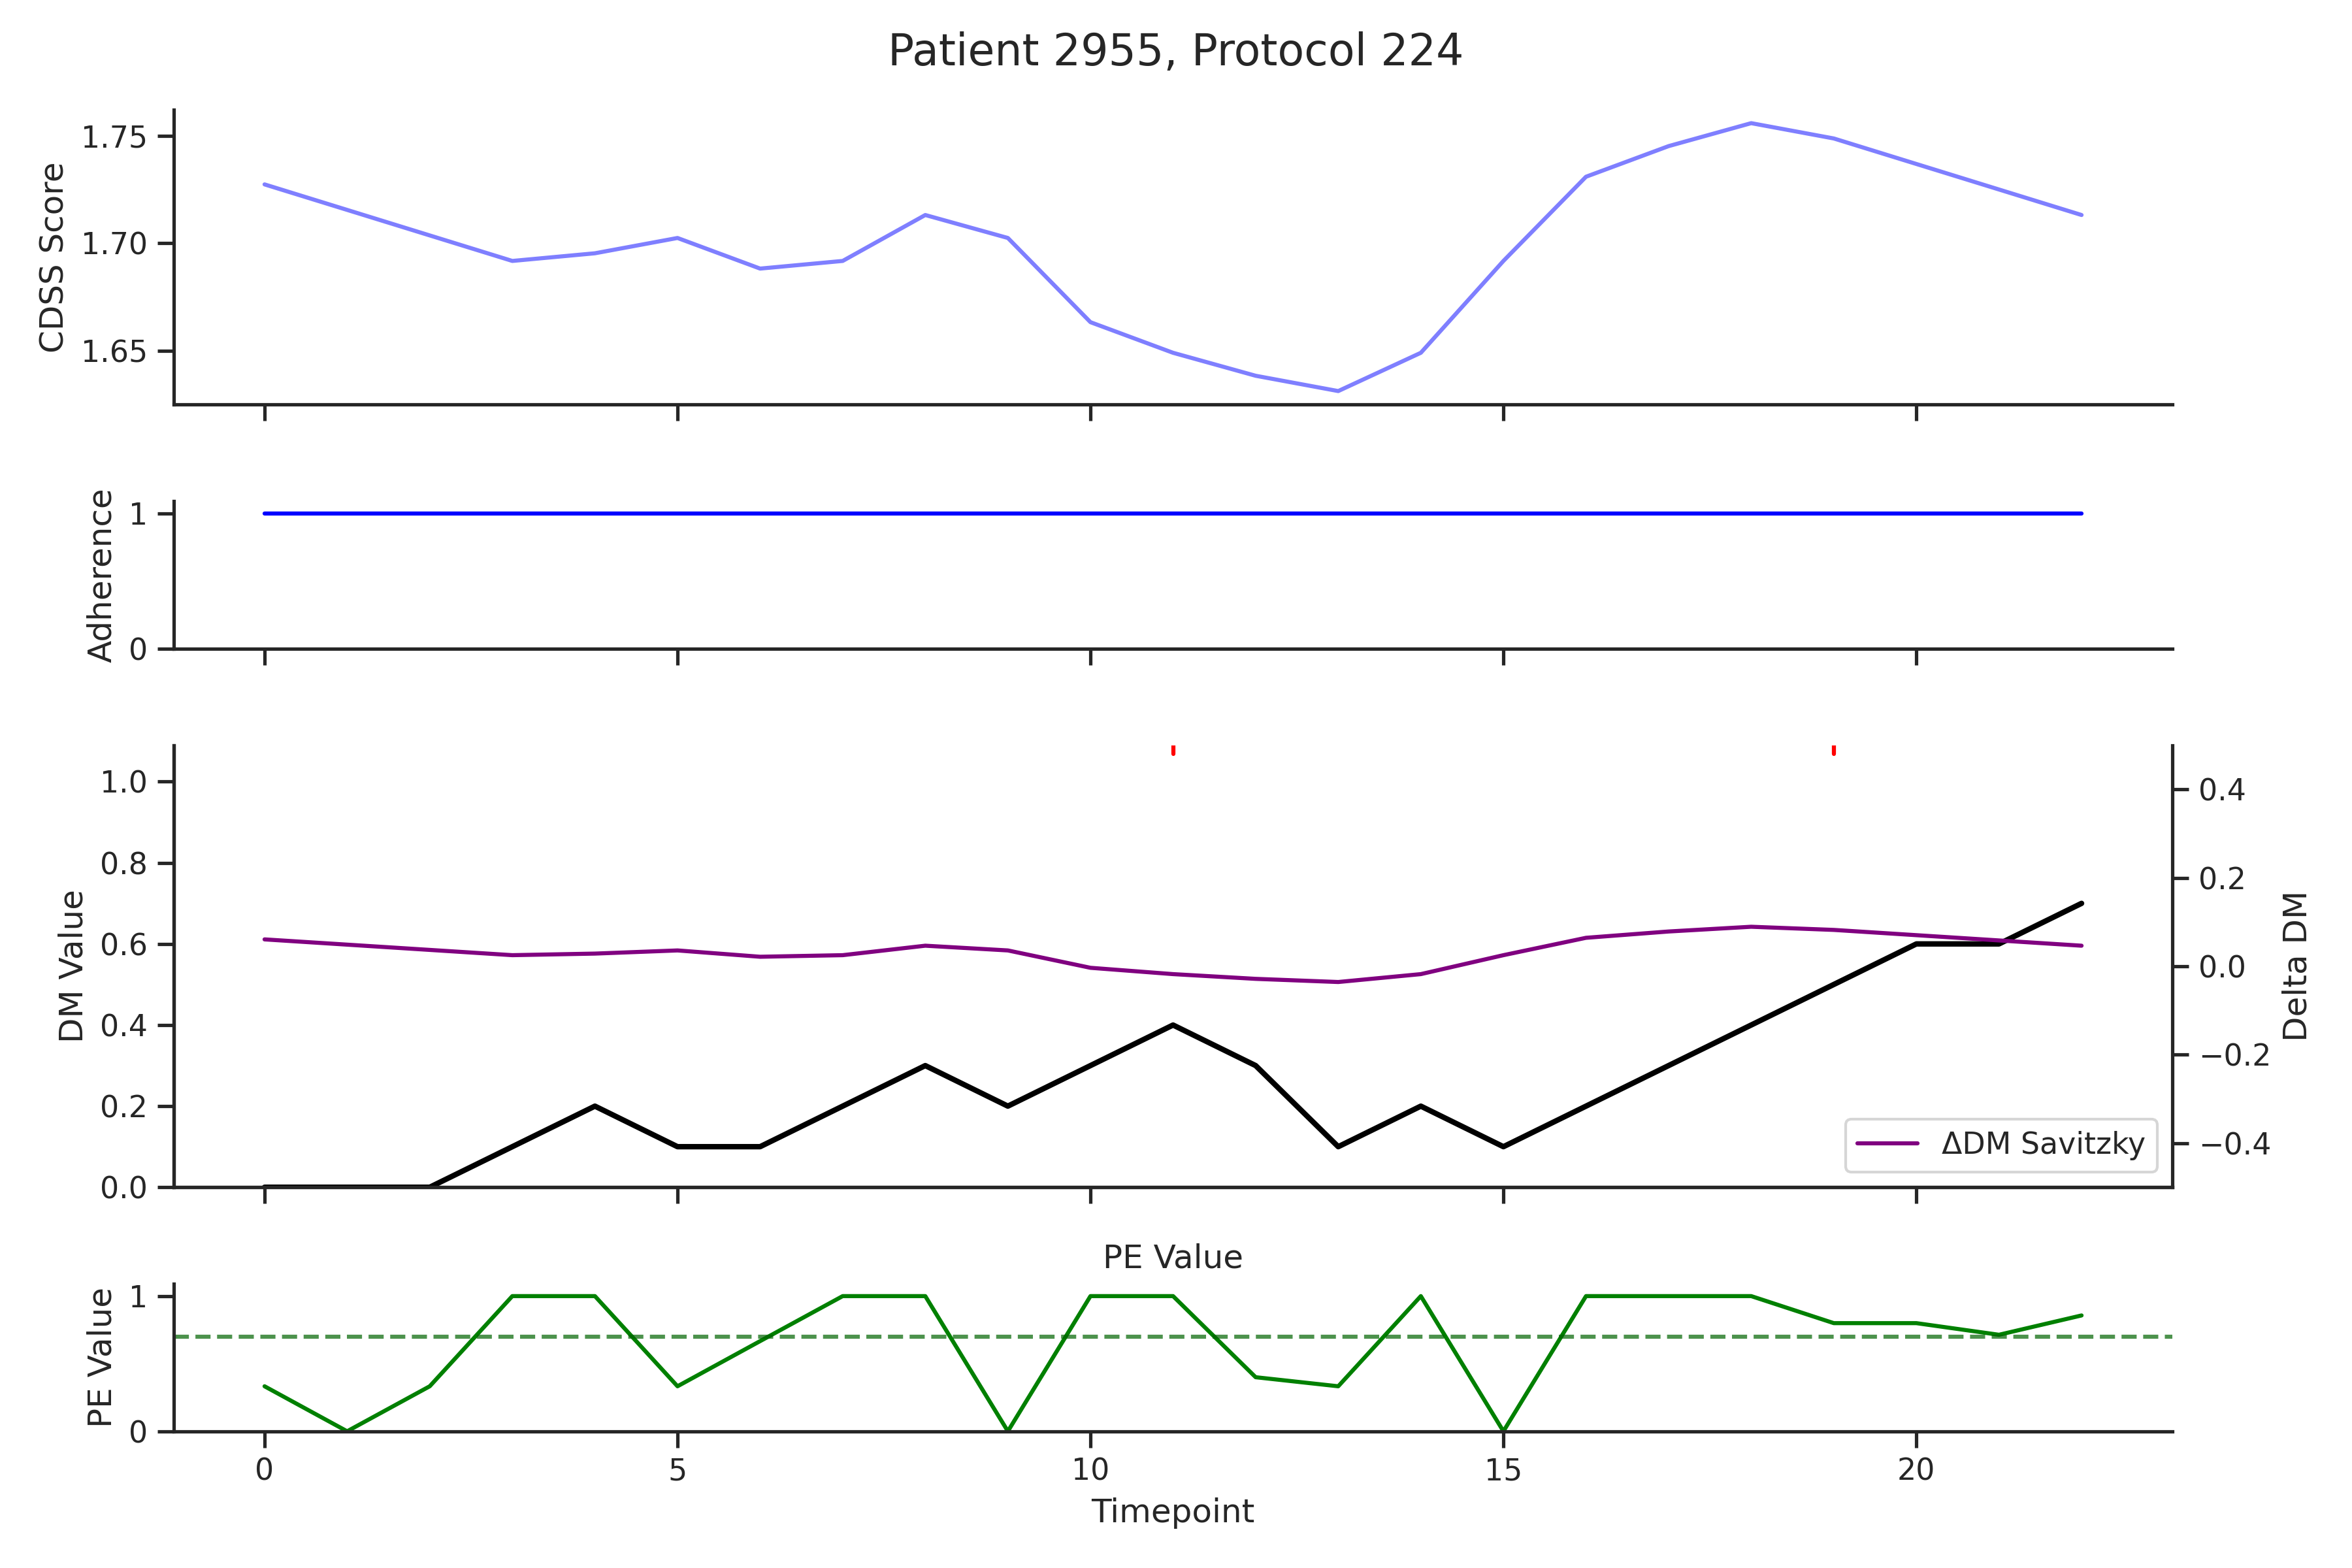 Patient 2955, Protocol 224
CDSS Score
1.75
1.70
1.65
Adherence
1
0
DM Value
1.0
0.8
0.6
0.4
0.2
0.0
Delta DM
0.4
0.2
0.0
−0.2
−0.4
ΔDM Savitzky
PE Value
PE Value
1
0
0 5 10 15 20
Timepoint